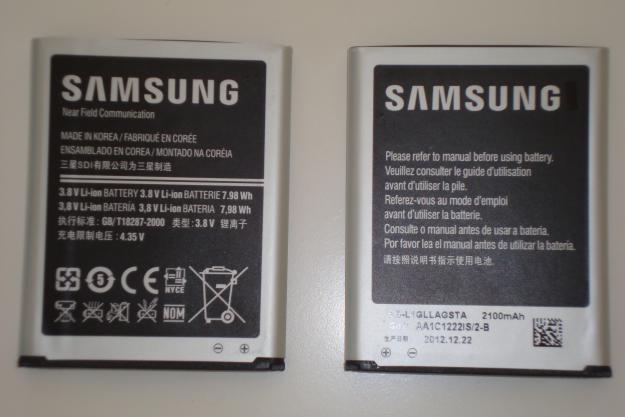 SAMSUNG
Near Field Communication
MADE IN KOREA / FABRIQUÉ EN CORÉE
ENSAMBLADO EN COREA / MONTADO NA CORÉIA
三星SDI有限公司为三星制造
3.8 V Li-ion BATTERY 3.8 V Li-ion BATTERIE 7.98 Wh
3,8 V Li-ion BATERÍA 3,8 V Li-ion BATERIA 7,98 Wh
执行标准: GB/T18287-2000 类型: 3.8 V 锂离子
充电限制电压: 4.35 V
5 CE NYCE
NOM
SAMSUNG
Please refer to manual before using battery.
Veuillez consulter le guide d'utilisation
avant d'utiliser la pile.
Referez-vous au mode d'emploi
avant d'utiliser la batterie.
Consulte o manual antes de usar a bateria.
Por favor lea el manual antes de utilizar la batería.
请按照说明书指示使用电池.
2100mAh
AA1C1222IS/2-B
生产日期: 2012.12.22